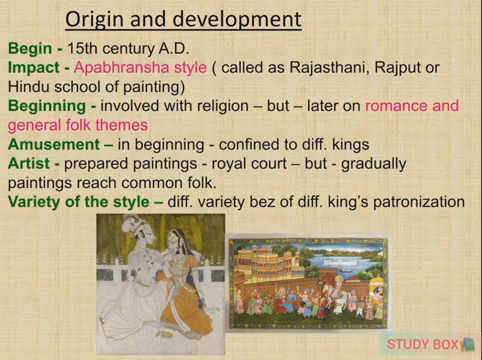 Origin and development
Begin - 15th century A.D.
Impact - Apabhransha style ( called as Rajasthani, Rajput or
Hindu school of painting)
Beginning - involved with religion – but – later on romance and
general folk themes
Amusement – in beginning - confined to diff. kings
Artist - prepared paintings - royal court – but - gradually
paintings reach common folk.
Variety of the style – diff. variety bez of diff. king's patronization
STUDY BOX